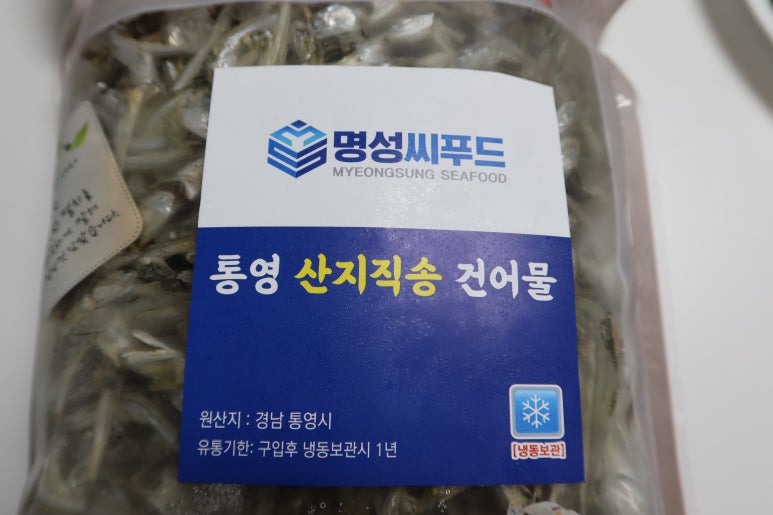 명성씨푸드
MYEONGSUNG SEAFOOD
통영 산지직송 건어물
원산지 : 경남 통영시
유통기한: 구입후 냉동보관시 1년
[냉동보관]